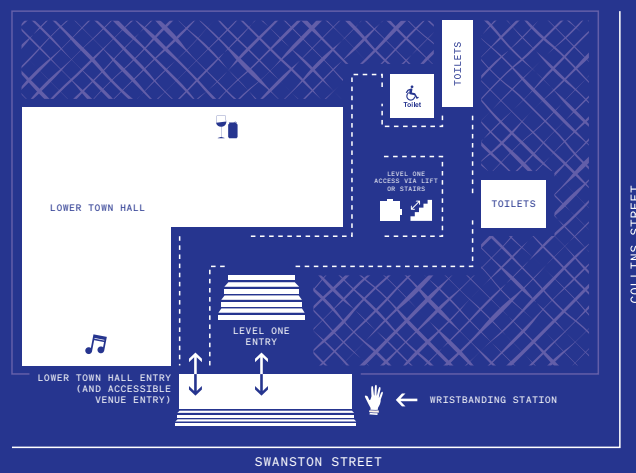 TOILETS
Toilet
LEVEL ONE
ACCESS VIA LIFT
OR STAIRS
LOWER TOWN HALL
TOILETS
COLLINS STREET
LEVEL ONE
ENTRY
LOWER TOWN HALL ENTRY
(AND ACCESSIBLE
VENUE ENTRY)
WRISTBANDING STATION
SWANSTON STREET